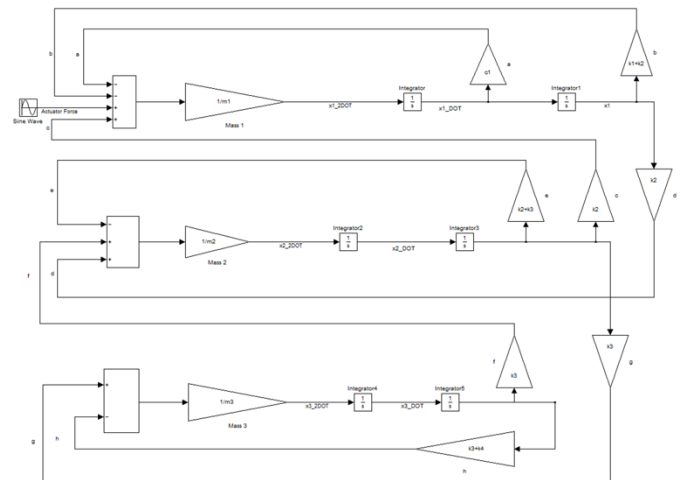 b
a
c1
a
k1+k2
b
1/m1
Integrator
1
s
Integrator1
1
s
Actuator Force
Sine Wave
x1_2DOT
x1_DOT
x1
c
Mass 1
k2
d
e
k2+k3
e
k2
c
1/m2
Integrator2
1
s
Integrator3
1
s
x2_2DOT
x2_DOT
Mass 2
f
d
k3
g
f
k3
1/m3
Integrator4
1
s
Integrator5
1
s
x3_2DOT
x3_DOT
Mass 3
g
h
k3+k4
h